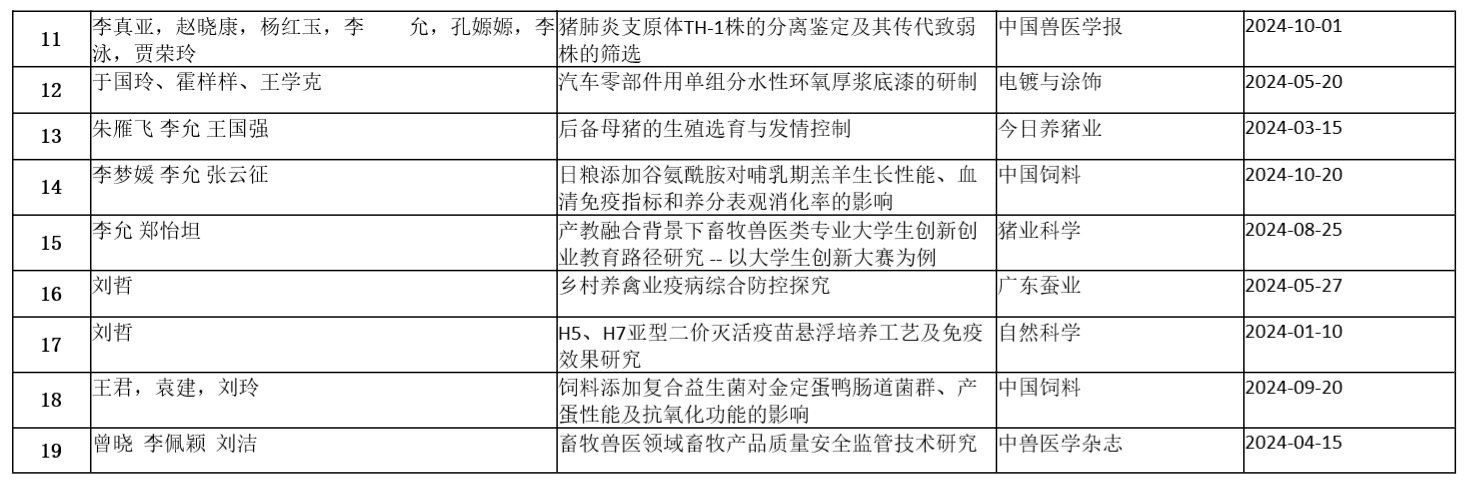 11 李真亚，赵晓康，杨红玉，李 允，孔嫄嫄，李 猪肺炎支原体TH-1株的分离鉴定及其传代致弱 中国兽医学报 2024-10-01
泳，贾荣玲 株的筛选
12 于国玲、霍样样、王学克 汽车零部件用单组分水性环氧厚浆底漆的研制 电镀与涂饰 2024-05-20
13 朱雁飞 李允 王国强 后备母猪的生殖选育与发情控制 今日养猪业 2024-03-15
14 李梦媛 李允 张云征 日粮添加谷氨酰胺对哺乳期羔羊生长性能、血 中国饲料 2024-10-20
清免疫指标和养分表观消化率的影响
15 李允 郑怡坦 产教融合背景下畜牧兽医类专业大学生创新创 猪业科学 2024-08-25
业教育路径研究 -- 以大学生创新大赛为例
16 刘哲 乡村养禽业疫病综合防控探究 广东蚕业 2024-05-27
17 刘哲 H5、H7亚型二价灭活疫苗悬浮培养工艺及免疫 自然科学 2024-01-10
效果研究
18 王君，袁建，刘玲 饲料添加复合益生菌对金定蛋鸭肠道菌群、产 中国饲料 2024-09-20
蛋性能及抗氧化功能的影响
19 曾晓 李佩颖 刘洁 畜牧兽医领域畜牧产品质量安全监管技术研究 中兽医学杂志 2024-04-15